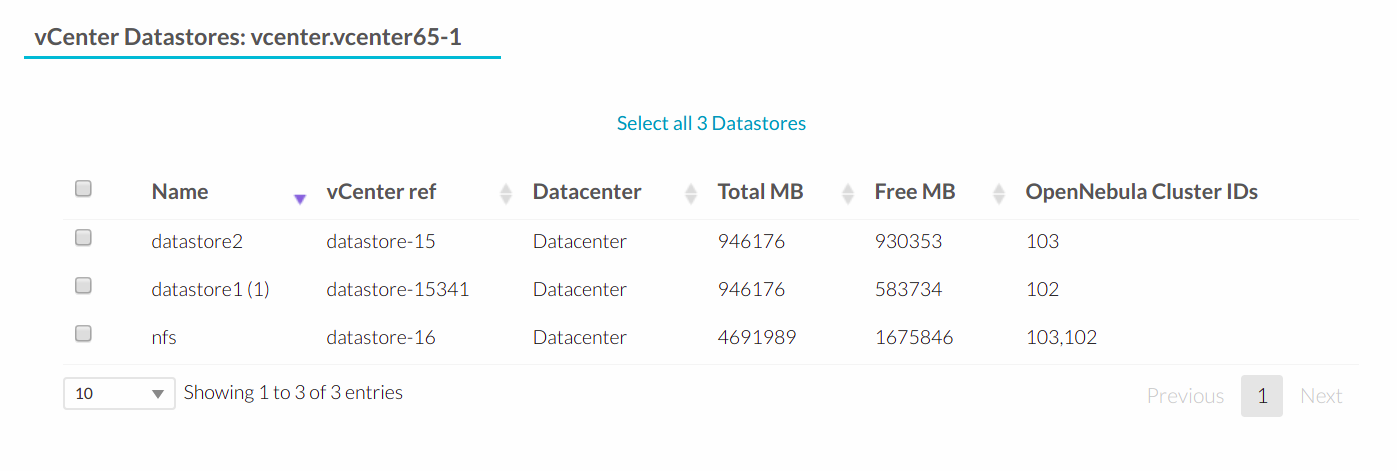 vCenter Datastores: vcenter.vcenter65-1
Select all 3 Datastores
Name vCenter ref Datacenter Total MB Free MB OpenNebula Cluster IDs
datastore2 datastore-15 Datacenter 946176 930353 103
datastore1 (1) datastore-15341 Datacenter 946176 583734 102
nfs datastore-16 Datacenter 4691989 1675846 103,102
10 Showing 1 to 3 of 3 entries Previous 1 Next